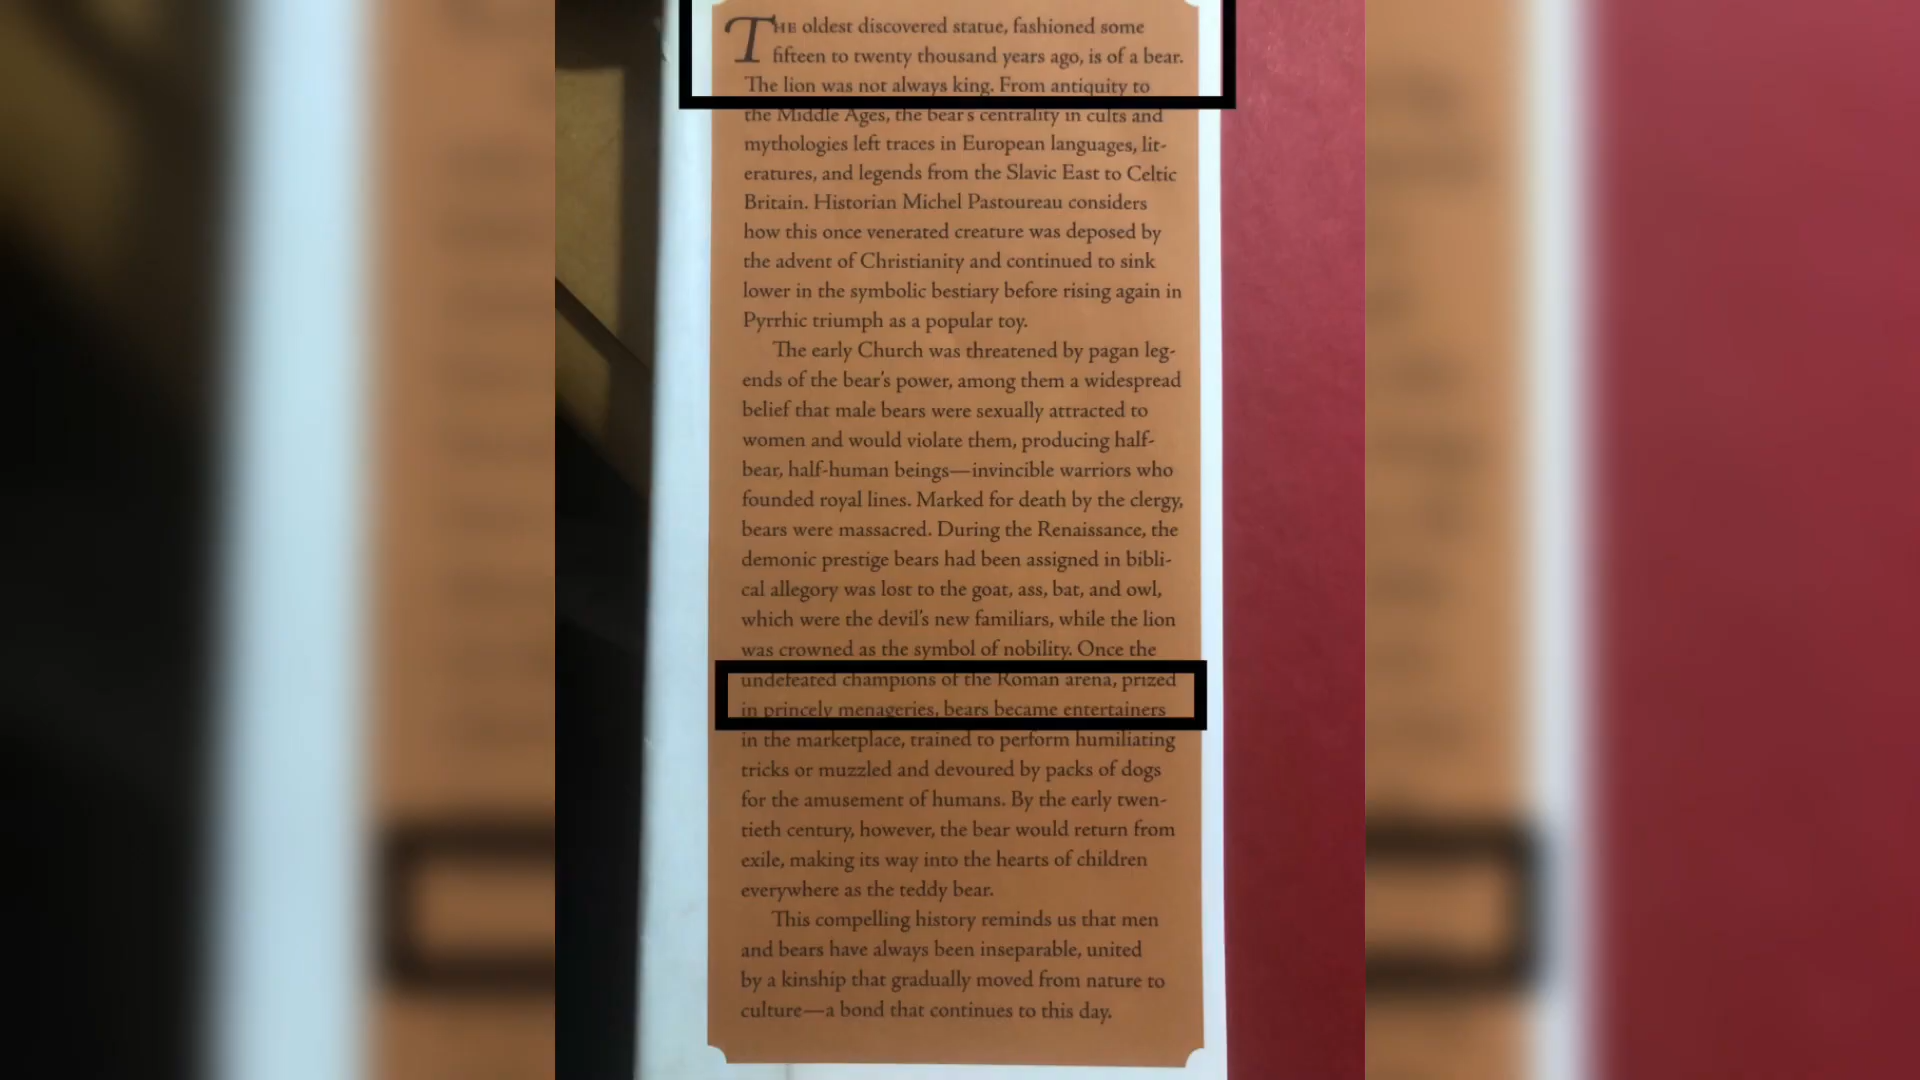 THE oldest discovered statue, fashioned some
fifteen to twenty thousand years ago, is of a bear.
The lion was not always king. From antiquity to
the Middle Ages, the bear's centrality in cults and
mythologies left traces in European languages, lit-
eratures, and legends from the Slavic East to Celtic
Britain. Historian Michel Pastoureau considers
how this once venerated creature was deposed by
the advent of Christianity and continued to sink
lower in the symbolic bestiary before rising again in
Pyrrhic triumph as a popular toy.
The early Church was threatened by pagan leg-
ends of the bear's power, among them a widespread
belief that male bears were sexually attracted to
women and would violate them, producing half-
bear, half-human beings—invincible warriors who
founded royal lines. Marked for death by the clergy,
bears were massacred. During the Renaissance, the
demonic prestige bears had been assigned in bibli-
cal allegory was lost to the goat, ass, bat, and owl,
which were the devil's new familiars, while the lion
was crowned as the symbol of nobility. Once the
undefeated champions of the Roman arena, prized
in princely menageries, bears became entertainers
in the marketplace, trained to perform humiliating
tricks or muzzled and devoured by packs of dogs
for the amusement of humans. By the early twen-
tieth century, however, the bear would return from
exile, making its way into the hearts of children
everywhere as the teddy bear.
This compelling history reminds us that men
and bears have always been inseparable, united
by a kinship that gradually moved from nature to
culture—a bond that continues to this day.